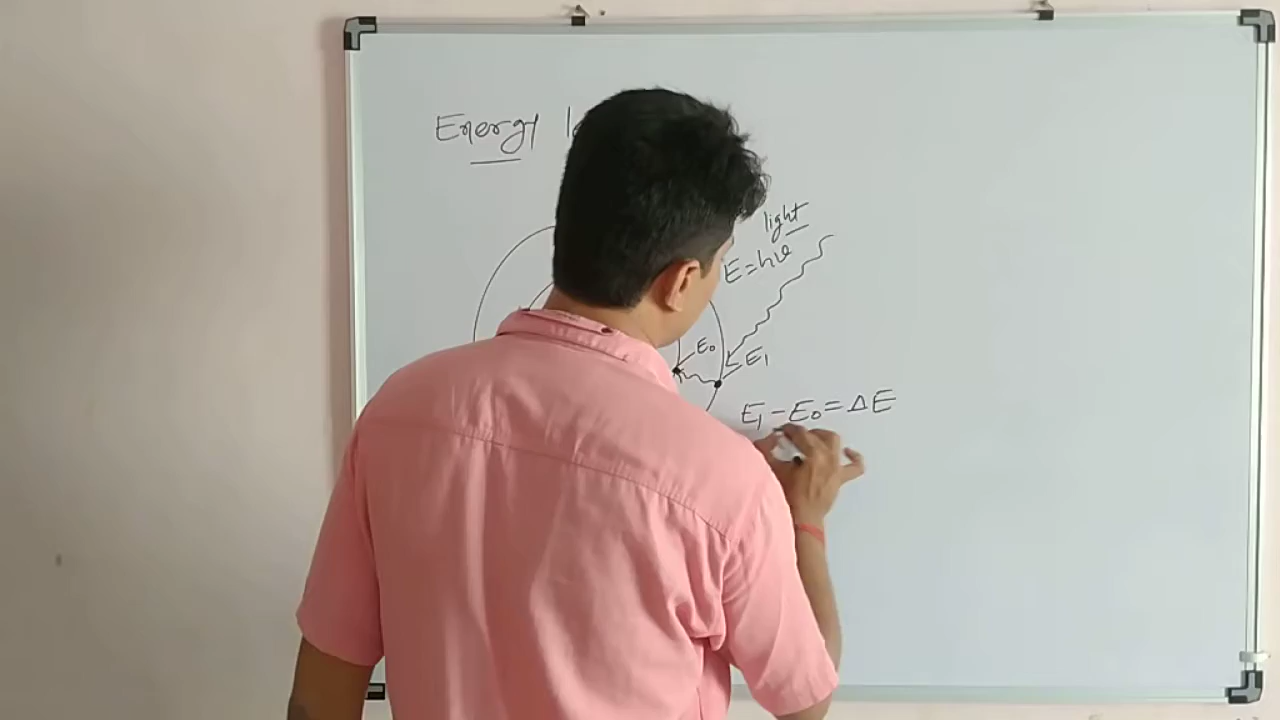 Energy
light
E=hν
E₀
E₁
E₁-E₀=ΔE